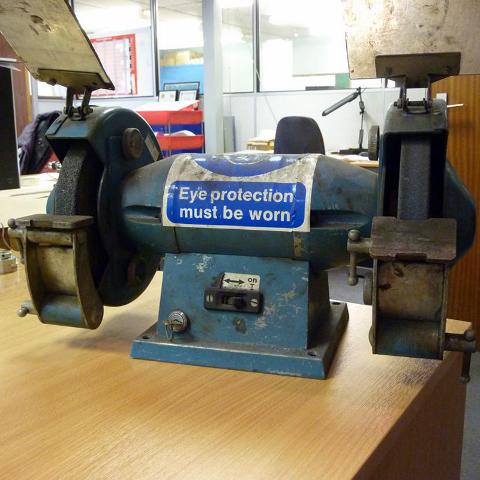 Eye protection
must be worn
on
I